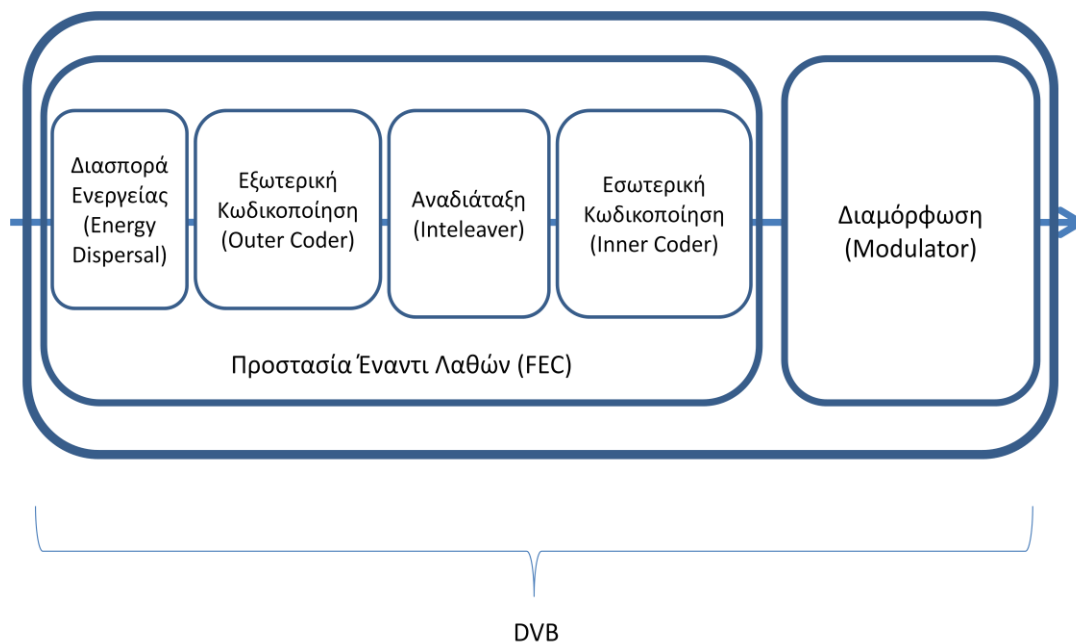 Διασπορά
Ενεργείας
(Energy
Dispersal)
Εξωτερική
Κωδικοποίηση
(Outer Coder)
Αναδιάταξη
(Inteleaver)
Εσωτερική
Κωδικοποίηση
(Inner Coder)
Διαμόρφωση
(Modulator)
Προστασία Έναντι Λαθών (FEC)
DVB